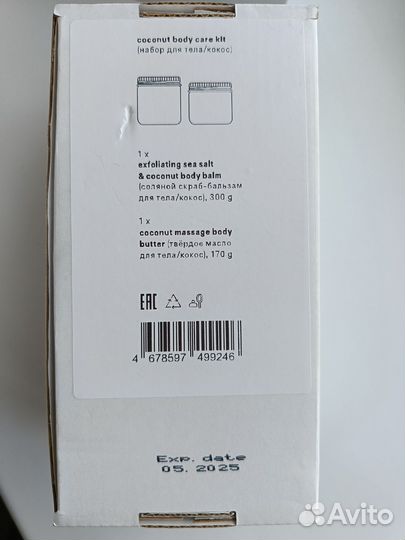 coconut body care kit
(набор для тела/кокос)
1 x
exfoliating sea salt
& coconut body balm
(соляной скраб-бальзам
для тела/кокос), 300 g
1 x
coconut massage body
butter (твёрдое масло
для тела/кокос), 170 g
EAC
4 678597 499246
Exp. date
05. 2025
Avito